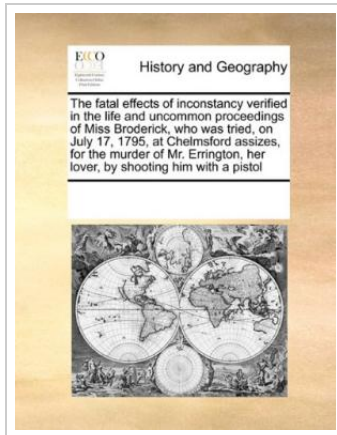 ECCO
History and Geography
The fatal effects of inconstancy verified
in the life and uncommon proceedings
of Miss Broderick, who was tried, on
July 17, 1795, at Chelmsford assizes,
for the murder of Mr. Errington, her
lover, by shooting him with a pistol